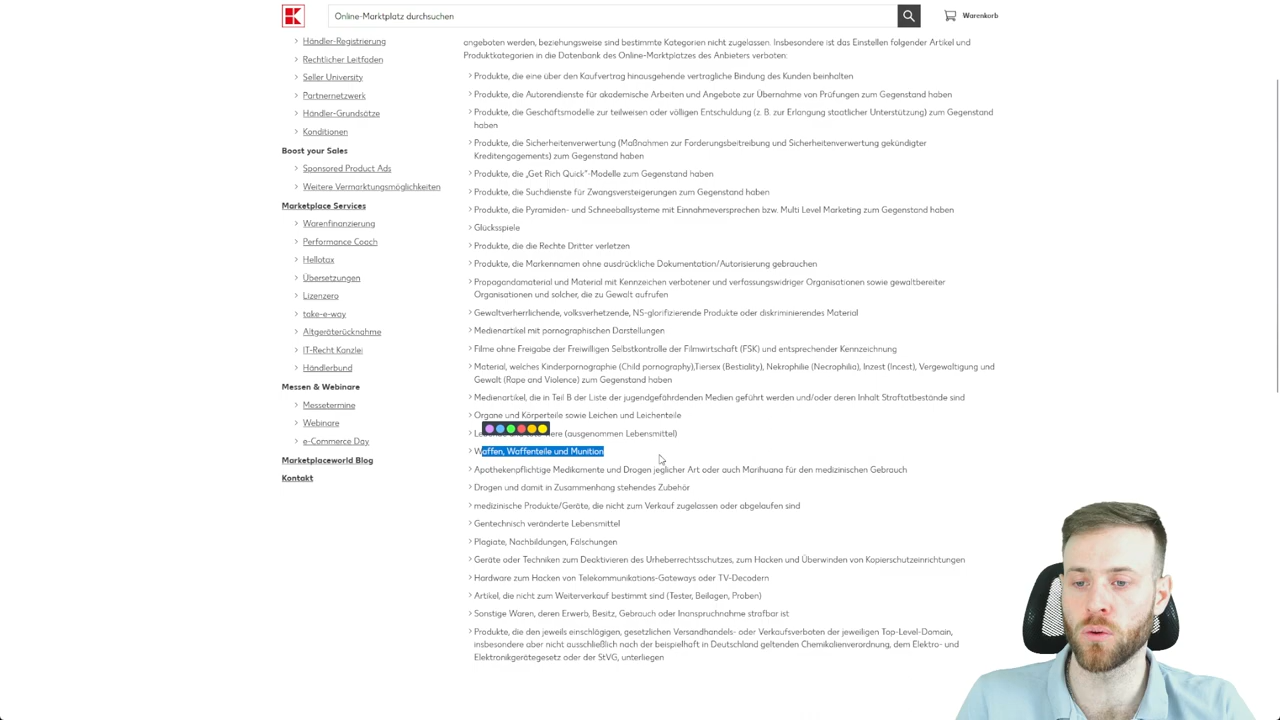 Online-Marktplatz durchsuchen
Warenkorb
Händler-Registrierung
Rechtlicher Leitfaden
Seller University
Partnernetzwerk
Händler-Grundsätze
Konditionen
Boost your Sales
Sponsored Product Ads
Weitere Vermarktungsmöglichkeiten
Marketplace Services
Warenfinanzierung
Performance Coach
Hellotax
Übersetzungen
Lizenzero
take-e-way
Altgeräterücknahme
IT-Recht Kanzlei
Händlerbund
Messen & Webinare
Messetermine
Webinare
e-Commerce Day
Marketplaceworld Blog
Kontakt
angeboten werden, beziehungsweise sind bestimmte Kategorien nicht zugelassen. Insbesondere ist das Einstellen folgender Artikel und
Produktkategorien in die Datenbank des Online-Marktplatzes des Anbieters verboten:
Produkte, die eine über den Kaufvertrag hinausgehende vertragliche Bindung des Kunden beinhalten
Produkte, die Autorendienste für akademische Arbeiten und Angebote zur Übernahme von Prüfungen zum Gegenstand haben
Produkte, die Geschäftsmodelle zur teilweisen oder völligen Entschuldung (z. B. zur Erlangung staatlicher Unterstützung) zum Gegenstand
haben
Produkte, die Sicherheitenverwertung (Maßnahmen zur Forderungsbeitreibung und Sicherheitenverwertung gekündigter
Kreditengagements) zum Gegenstand haben
Produkte, die „Get Rich Quick"-Modelle zum Gegenstand haben
Produkte, die Suchdienste für Zwangsversteigerungen zum Gegenstand haben
Produkte, die Pyramiden- und Schneeballsysteme mit Einnahmeversprechen bzw. Multi Level Marketing zum Gegenstand haben
Glücksspiele
Produkte, die die Rechte Dritter verletzen
Produkte, die Markennamen ohne ausdrückliche Dokumentation/Autorisierung gebrauchen
Propagandamaterial und Material mit Kennzeichen verbotener und verfassungswidriger Organisationen sowie gewaltbereiter
Organisationen und solcher, die zu Gewalt aufrufen
Gewaltverherrlichende, volksverhetzende, NS-glorifizierende Produkte oder diskriminierendes Material
Medienartikel mit pornographischen Darstellungen
Filme ohne Freigabe der Freiwilligen Selbstkontrolle der Filmwirtschaft (FSK) und entsprechender Kennzeichnung
Material, welches Kinderpornographie (Child pornography),Tiersex (Bestiality), Nekrophilie (Necraphilia), Inzest (Incest), Vergewaltigung und
Gewalt (Rape and Violence) zum Gegenstand haben
Medienartikel, die in Teil B der Liste der jugendgefährdenden Medien geführt werden und/oder deren Inhalt Straftatbestände sind
Organe und Körperteile sowie Leichen und Leichenteile
(ausgenommen Lebensmittel)
Waffen, Waffenteile und Munition
Apothekenpflichtige Medikamente und Drogen jeglicher Art oder auch Marihuana für den medizinischen Gebrauch
Drogen und damit in Zusammenhang stehendes Zubehör
medizinische Produkte/Geräte, die nicht zum Verkauf zugelassen oder abgelaufen sind
Gentechnisch veränderte Lebensmittel
Plagiate, Nachbildungen, Fälschungen
Geräte oder Techniken zum Deaktivieren des Urheberrechtsschutzes, zum Hacken und Überwinden von Kopierschutzeinrichtungen
Hardware zum Hacken von Telekommunikations-Gateways oder TV-Decodern
Artikel, die nicht zum Weiterverkauf bestimmt sind (Tester, Beilagen, Proben)
Sonstige Waren, deren Erwerb, Besitz, Gebrauch oder Inanspruchnahme strafbar ist
Produkte, die den jeweils einschlägigen, gesetzlichen Versandhandels- oder Verkaufsverboten der jeweiligen Top-Level-Domain,
insbesondere aber nicht ausschließlich nach der beispielhaft in Deutschland geltenden Chemikalienverordnung, dem Elektro- und
Elektronikgerätegesetz oder der StVG, unterliegen